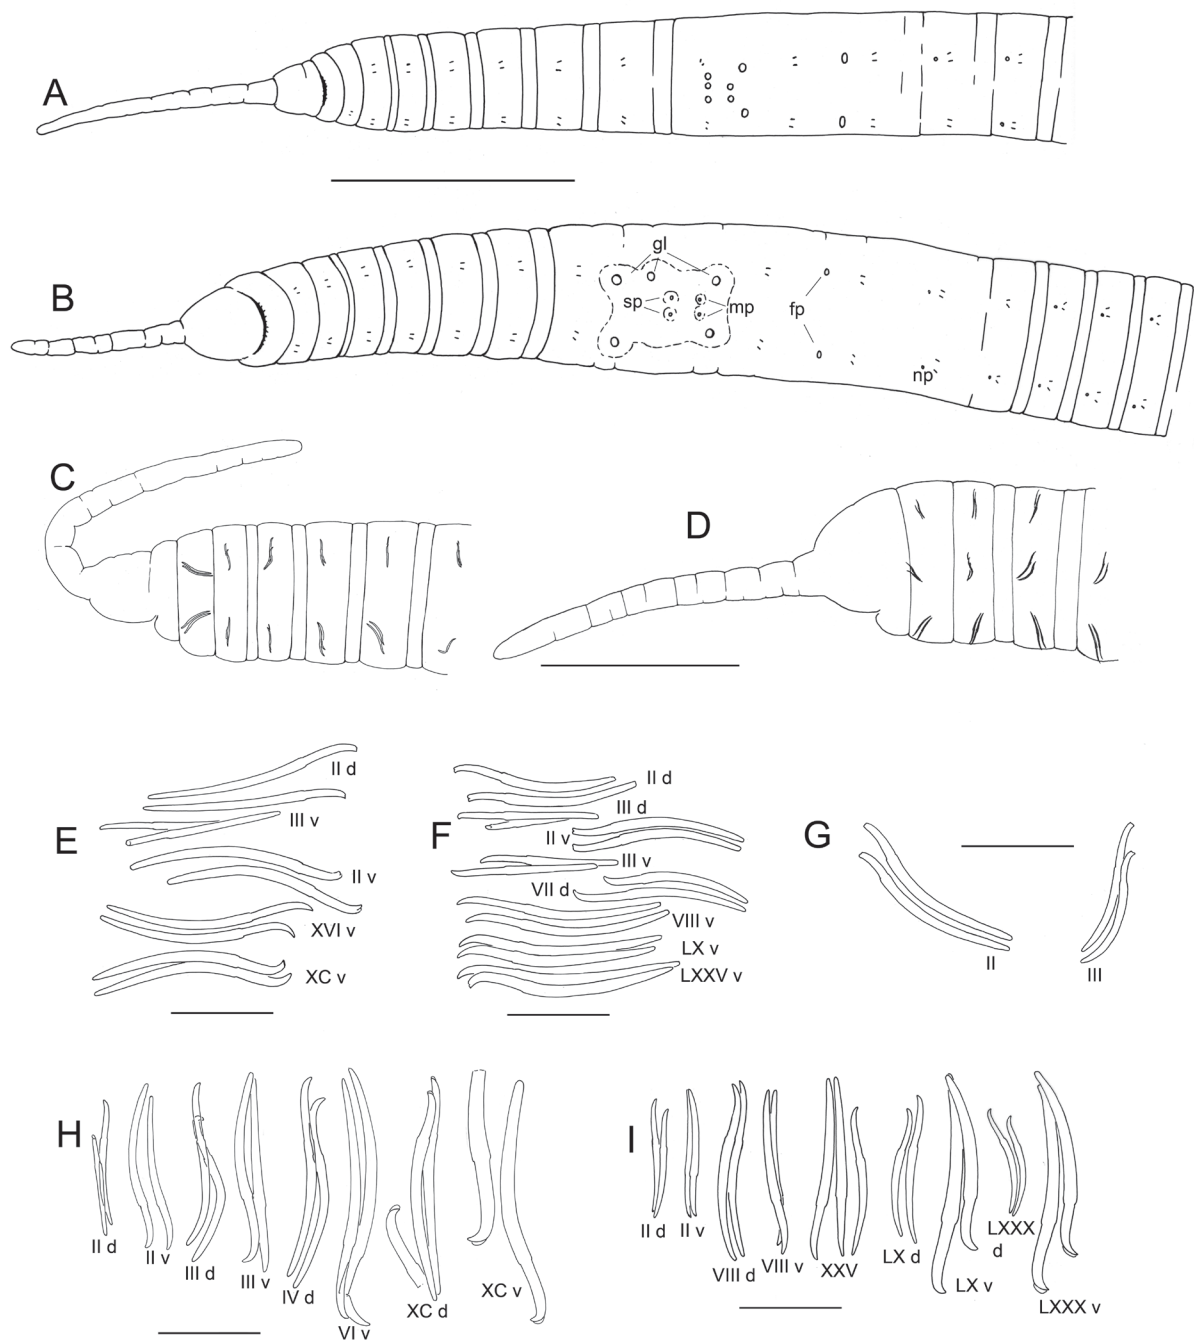 A
B
gl
sp
mp
fp
np
C
D
E
II d
III v
II v
XVI v
XC v
F
II d
III d
II v
III v
VII d
VIII v
LX v
LXXV v
G
II
III
H
II d
II v
III d
III v
IV d
VI v
XC d
XC v
I
II d
II v
VIII d
VIII v
XXV
LX d
LX v
LXXX
d
LXXX v